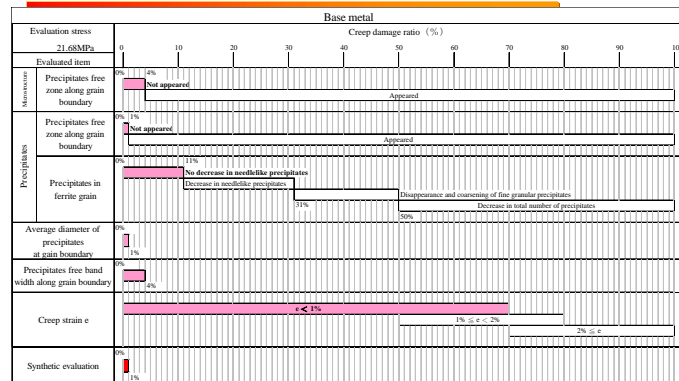 Base metal
Evaluation stress
Creep damage ratio (%)
21.68MPa
0 10 20 30 40 50 60 70 80 90 100
Evaluated item
Microstructure
Precipitates free
zone along grain
boundary
0% 4%
Not appeared
Appeared
Precipitates
Precipitates free
zone along grain
boundary
0% 1%
Not appeared
Appeared
Precipitates in
ferrite grain
0% 11%
No decrease in needlelike precipitates
Decrease in needlelike precipitates
31%
Disappearance and coarsening of fine granular precipitates
Decrease in total number of precipitates
50%
Average diameter of
precipitates
at gain boundary
0%
1%
Precipitates free band
width along grain boundary
0%
4%
Creep strain e
e < 1%
1% ≦ e < 2%
2% ≦ e
Synthetic evaluation
0%
1%